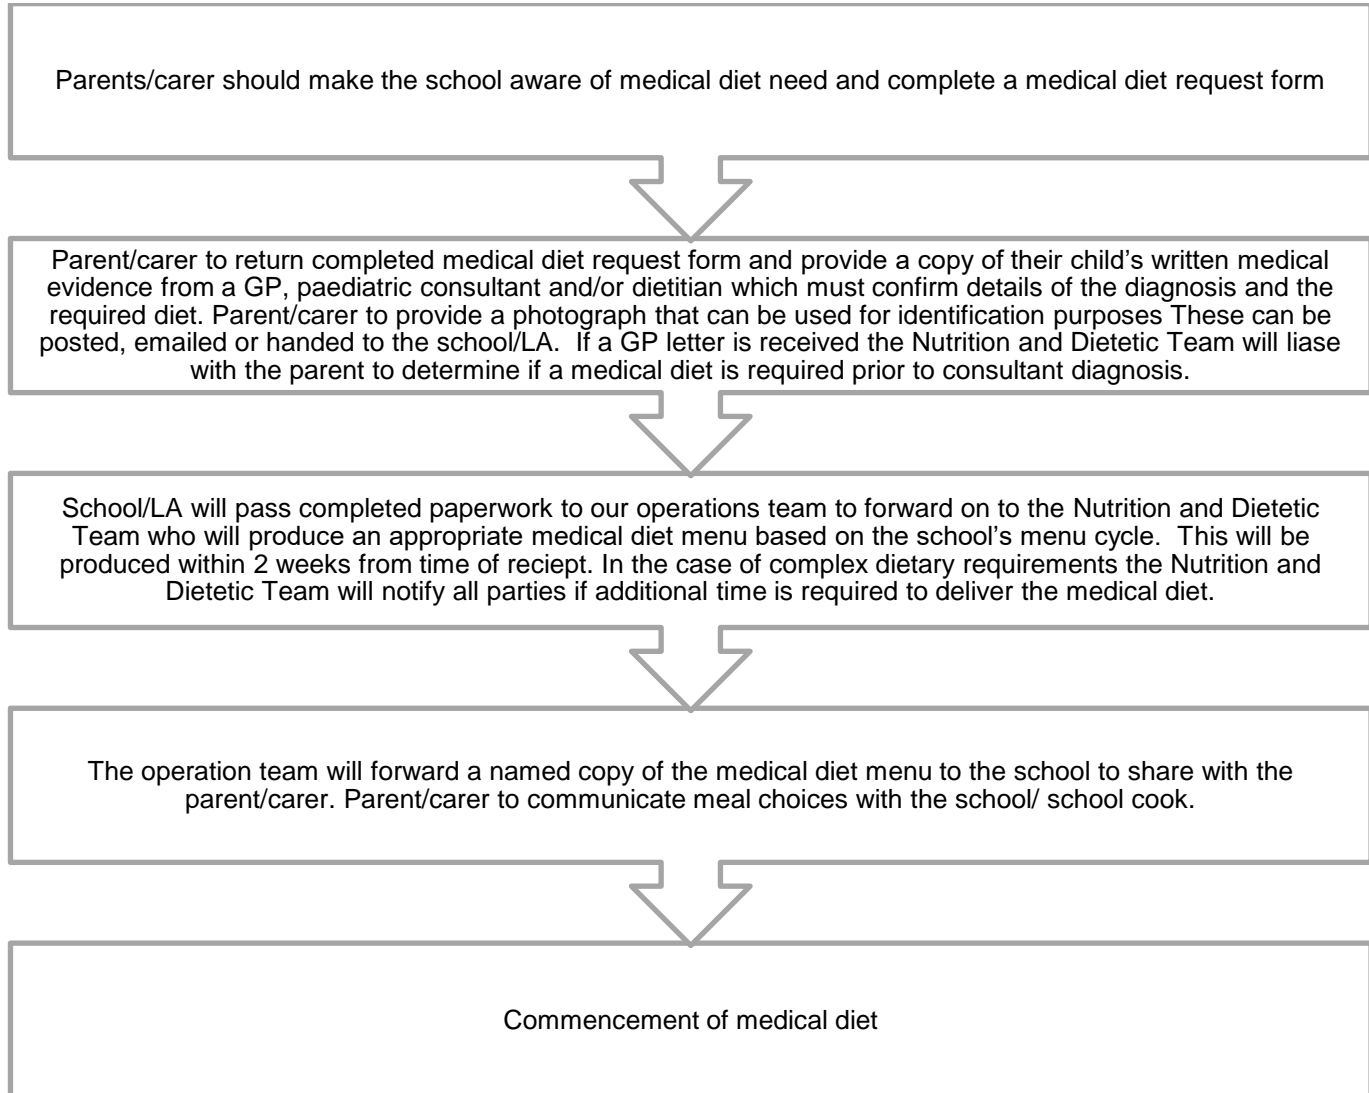 Parents/carer should make the school aware of medical diet need and complete a medical diet request form
Parent/carer to return completed medical diet request form and provide a copy of their child’s written medical
evidence from a GP, paediatric consultant and/or dietitian which must confirm details of the diagnosis and the
required diet. Parent/carer to provide a photograph that can be used for identification purposes These can be
posted, emailed or handed to the school/LA.  If a GP letter is received the Nutrition and Dietetic Team will liase
with the parent to determine if a medical diet is required prior to consultant diagnosis.
School/LA will pass completed paperwork to our operations team to forward on to the Nutrition and Dietetic
Team who will produce an appropriate medical diet menu based on the school’s menu cycle.  This will be
produced within 2 weeks from time of reciept. In the case of complex dietary requirements the Nutrition and
Dietetic Team will notify all parties if additional time is required to deliver the medical diet.
The operation team will forward a named copy of the medical diet menu to the school to share with the
parent/carer. Parent/carer to communicate meal choices with the school/ school cook.
Commencement of medical diet